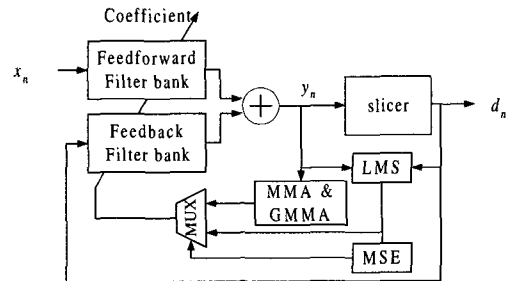 Coefficient
Feedforward
Filter bank
x_n
y_n
slicer
d_n
Feedback
Filter bank
LMS
MMA &
GMMA
MUX
MSE